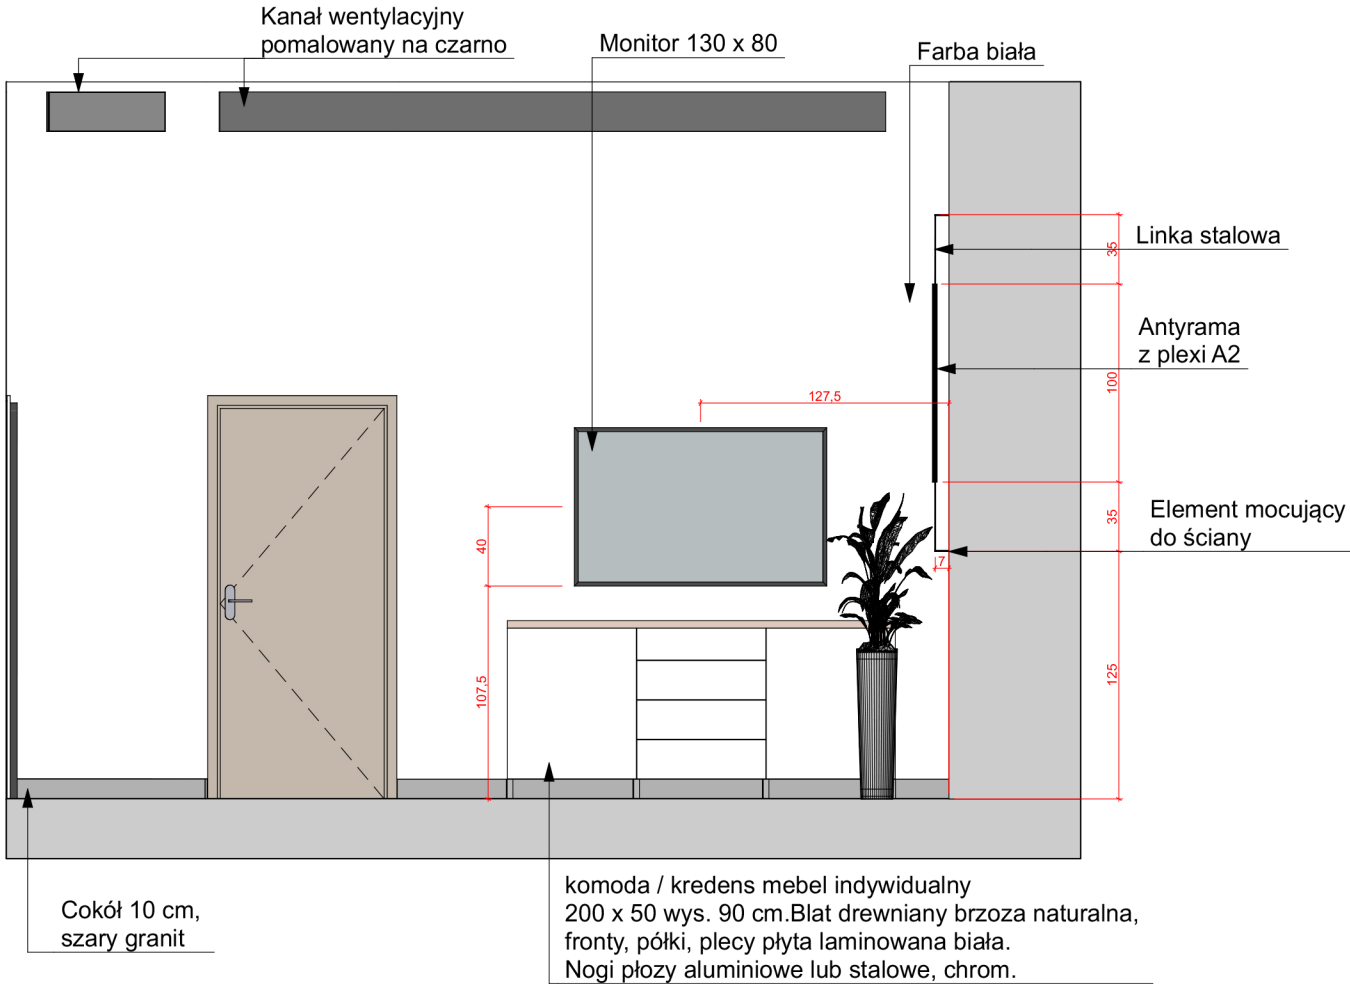 Kanał wentylacyjny
pomalowany na czarno
Monitor 130 x 80
Farba biała
35
Linka stalowa
Antyrama
z plexi A2
100
127,5
35
Element mocujący
do ściany
7
40
107,5
125
Cokół 10 cm,
szary granit
komoda / kredens mebel indywidualny
200 x 50 wys. 90 cm.Blat drewniany brzoza naturalna,
fronty, półki, plecy płyta laminowana biała.
Nogi płozy aluminiowe lub stalowe, chrom.